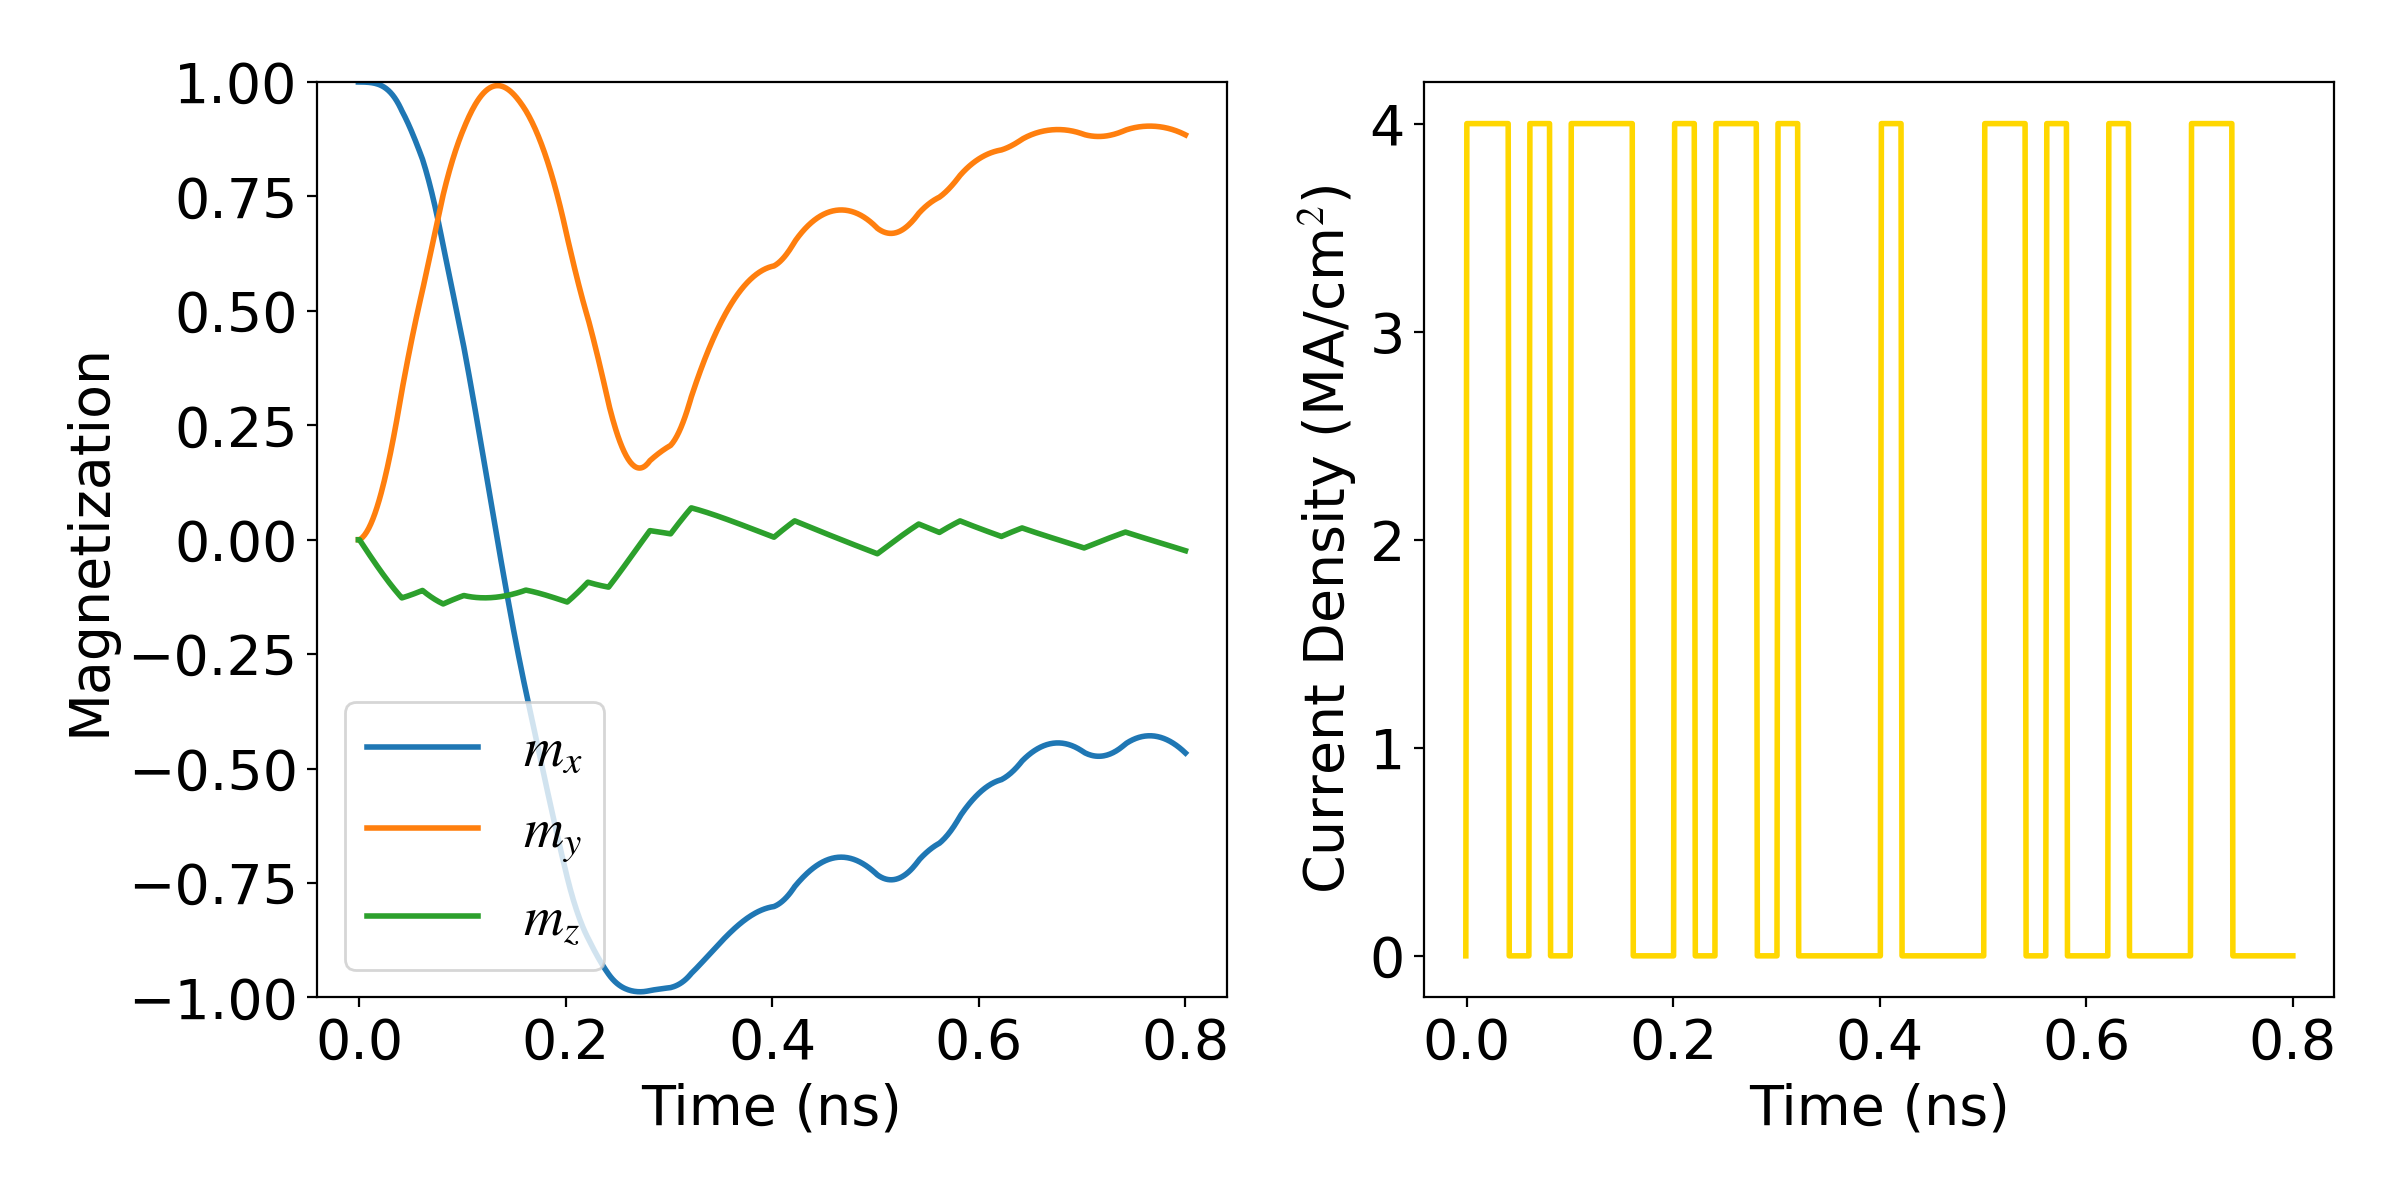 1.00
0.75
0.50
0.25
0.00
−0.25
−0.50
−0.75
−1.00
Magnetization
0.0 0.2 0.4 0.6 0.8
Time (ns)
m_x
m_y
m_z
4
3
2
1
0
Current Density (MA/cm²)
0.0 0.2 0.4 0.6 0.8
Time (ns)